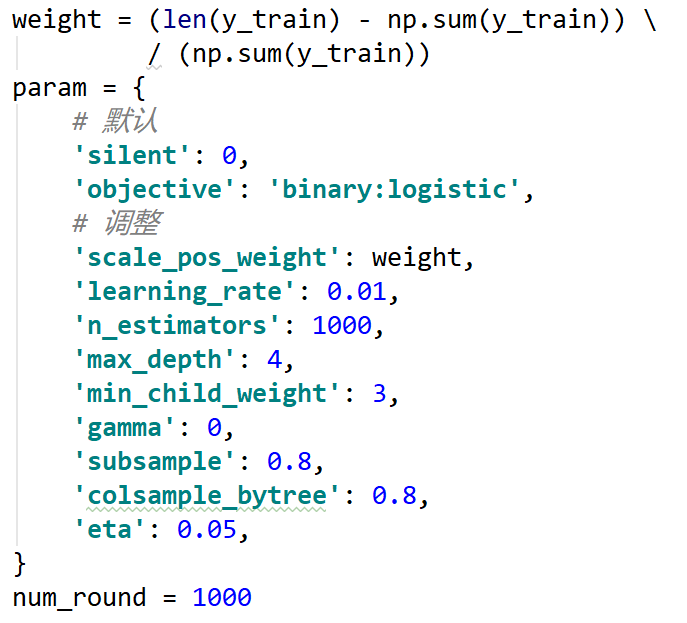 weight = (len(y_train) - np.sum(y_train)) \
         / (np.sum(y_train))
param = {
    # 默认
    'silent': 0,
    'objective': 'binary:logistic',
    # 调整
    'scale_pos_weight': weight,
    'learning_rate': 0.01,
    'n_estimators': 1000,
    'max_depth': 4,
    'min_child_weight': 3,
    'gamma': 0,
    'subsample': 0.8,
    'colsample_bytree': 0.8,
    'eta': 0.05,
}
num_round = 1000